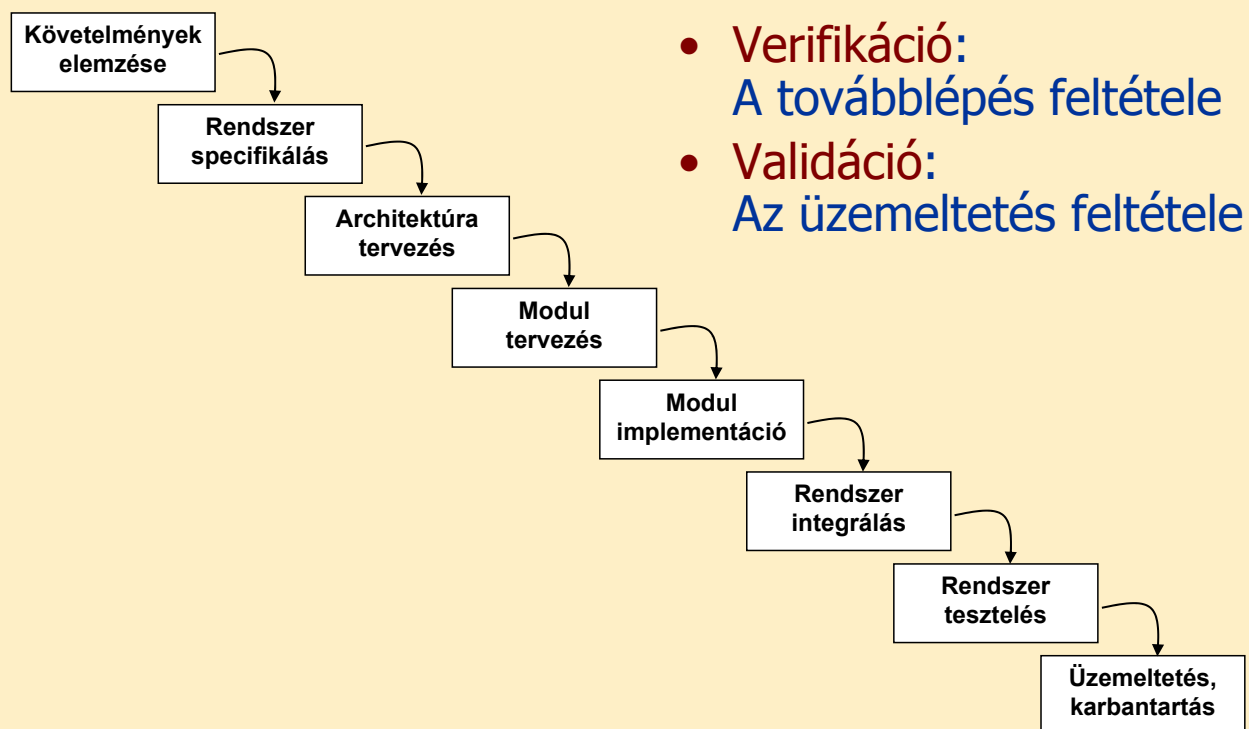 Követelmények
elemzése
Rendszer
specifikálás
Architektúra
tervezés
Modul
tervezés
Modul
implementáció
Rendszer
integrálás
Rendszer
tesztelés
Üzemeltetés,
karbantartás
• Verifikáció:
A továbblépés feltétele
• Validáció:
Az üzemeltetés feltétele